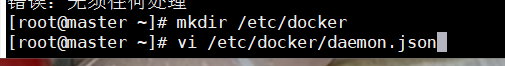 错误：无须任何处理
[root@master ~]# mkdir /etc/docker
[root@master ~]# vi /etc/docker/daemon.json